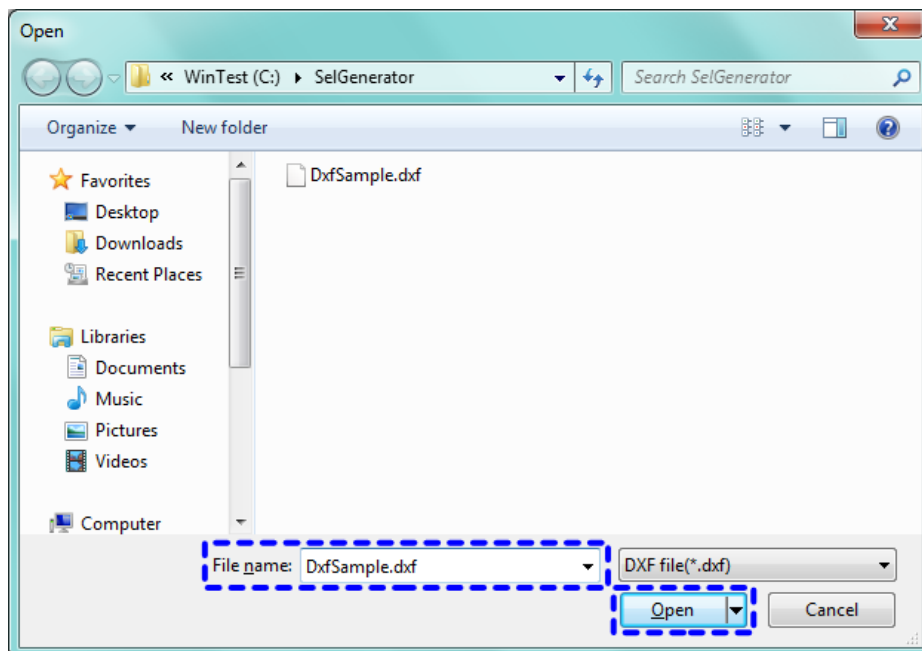 Open
« WinTest (C:) ▸ SelGenerator
Search SelGenerator
Organize
New folder
Favorites
Desktop
Downloads
Recent Places
Libraries
Documents
Music
Pictures
Videos
Computer
DxfSample.dxf
File name: DxfSample.dxf
DXF file(*.dxf)
Open
Cancel